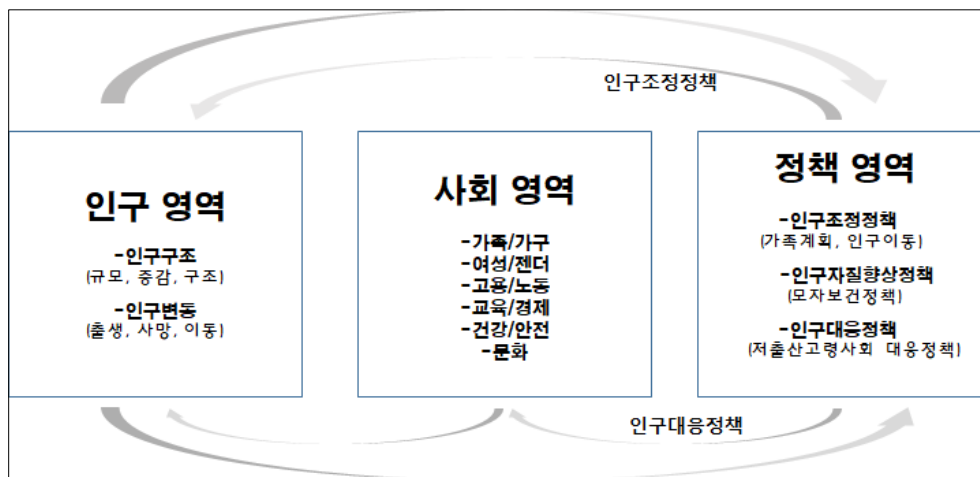 인구조정정책
인구 영역
-인구구조
(규모, 증감, 구조)
-인구변동
(출생, 사망, 이동)
사회 영역
-가족/가구
-여성/젠더
-고용/노동
-교육/경제
-건강/안전
-문화
정책 영역
-인구조정정책
(가족계획, 인구이동)
-인구자질향상정책
(모자보건정책)
-인구대응정책
(저출산고령사회 대응정책)
인구대응정책